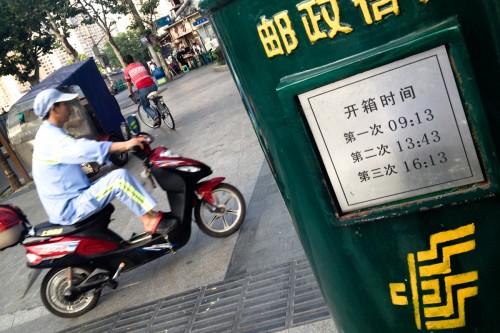 邮政信
开箱时间
第一次 09:13
第二次 13:43
第三次 16:13